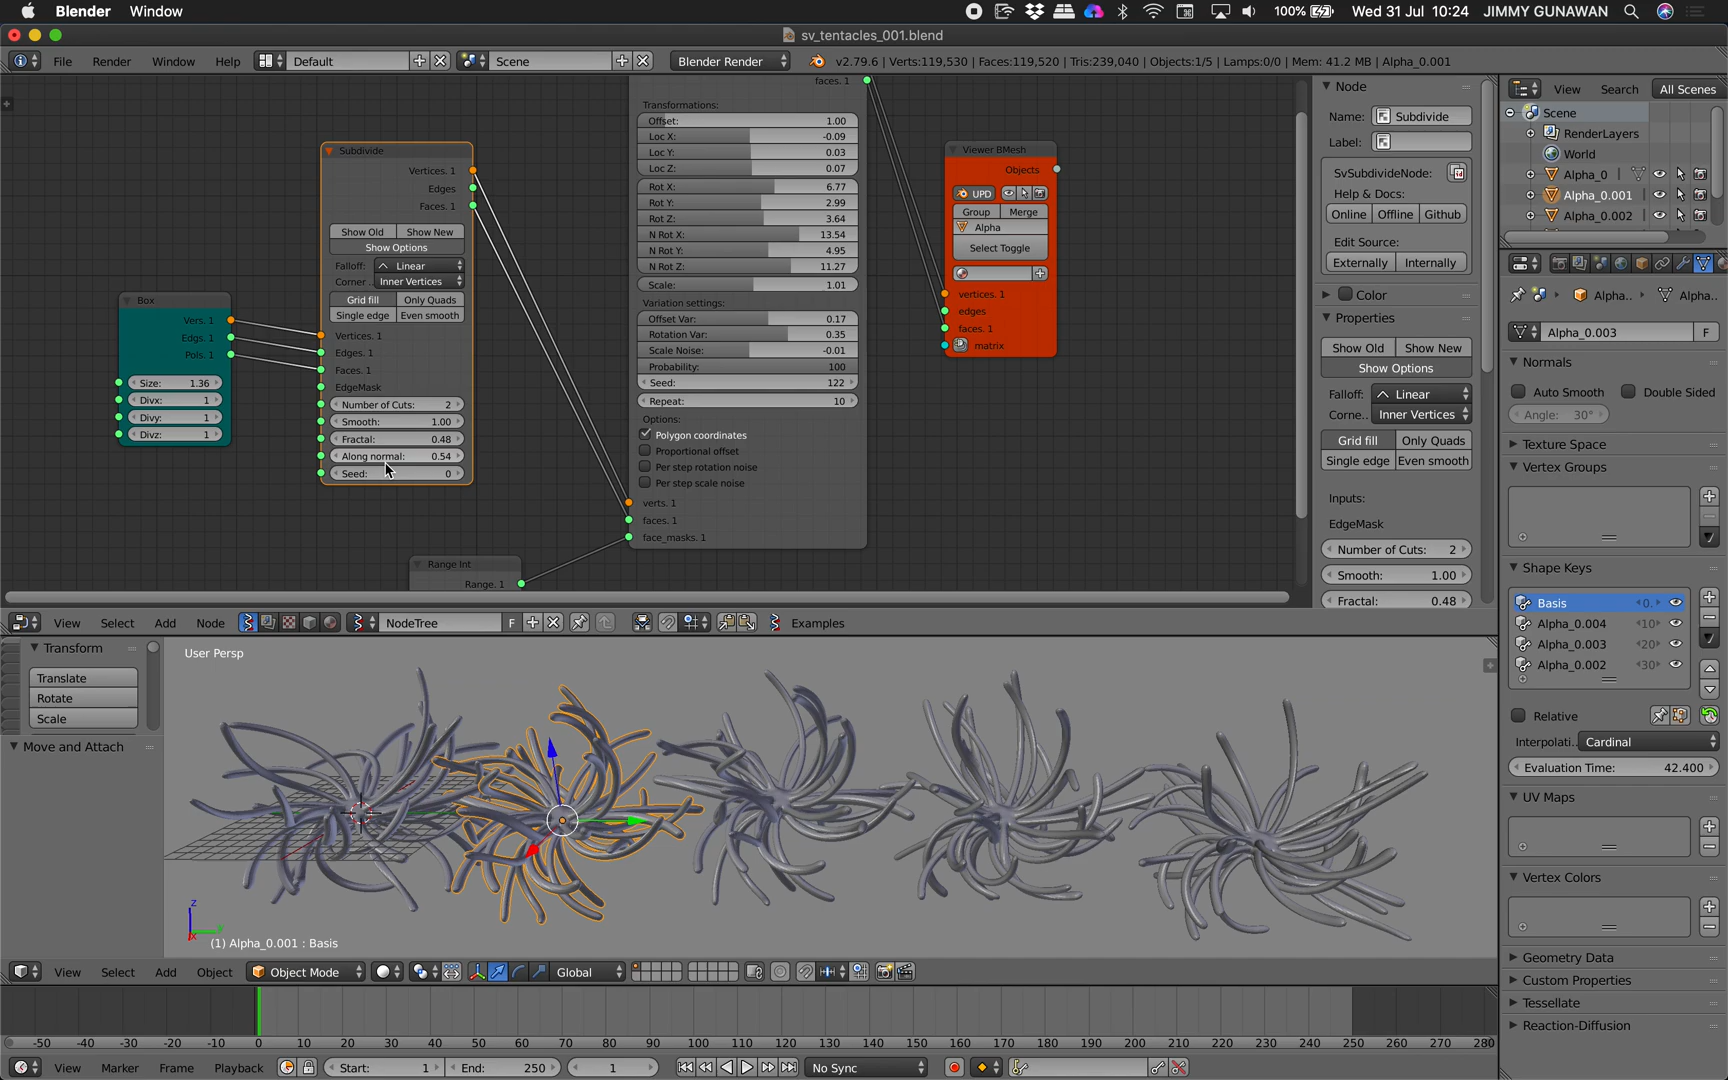 Blender Window 100% Wed 31 Jul 10:24 JIMMY GUNAWAN
sv_tentacles_001.blend
File Render Window Help Default Scene Blender Render v2.79.6 | Verts:119,530 | Faces:119,520 | Tris:239,040 | Objects:1/5 | Lamps:0/0 | Mem: 41.2 MB | Alpha_0.001
faces. 1
Transformations:
Offset: 1.00
Loc X: -0.09
Loc Y: 0.03
Loc Z: 0.07
Rot X: 6.77
Rot Y: 2.99
Rot Z: 3.64
N Rot X: 13.54
N Rot Y: 4.95
N Rot Z: 11.27
Scale: 1.01
Variation settings:
Offset Var: 0.17
Rotation Var: 0.35
Scale Noise: -0.01
Probability: 100
Seed: 122
Repeat: 10
Options:
Polygon coordinates
Proportional offset
Per step rotation noise
Per step scale noise
verts. 1
faces. 1
face_masks. 1
Subdivide
Vertices. 1
Edges
Faces. 1
Show Old Show New
Show Options
Falloff: Linear
Corner .. Inner Vertices
Grid fill Only Quads
Single edge Even smooth
Vertices. 1
Edges. 1
Faces. 1
EdgeMask
Number of Cuts: 2
Smooth: 1.00
Fractal: 0.48
Along normal: 0.54
Seed: 0
Box
Vers. 1
Edgs. 1
Pols. 1
Size: 1.36
Divx: 1
Divy: 1
Divz: 1
Range Int
Range. 1
Viewer BMesh
Objects
UPD
Group Merge
Alpha
Select Toggle
vertices. 1
edges
faces. 1
matrix
Node
Name: Subdivide
Label:
SvSubdivideNode:
Help & Docs:
Online Offline Github
Edit Source:
Externally Internally
Color
Properties
Show Old Show New
Show Options
Falloff: Linear
Corne.. Inner Vertices
Grid fill Only Quads
Single edge Even smooth
Inputs:
EdgeMask
Number of Cuts: 2
Smooth: 1.00
Fractal: 0.48
View Search All Scenes
Scene
RenderLayers
World
Alpha_0
Alpha_0.001
Alpha_0.002
Alpha.. Alpha..
Alpha_0.003 F
Normals
Auto Smooth Double Sided
Angle: 30°
Texture Space
Vertex Groups
Shape Keys
Basis 0.
Alpha_0.004 10
Alpha_0.003 20
Alpha_0.002 30
Relative
Interpolati.. Cardinal
Evaluation Time: 42.400
UV Maps
Vertex Colors
Geometry Data
Custom Properties
Tessellate
Reaction-Diffusion
View Select Add Node NodeTree F Examples
Transform
Translate
Rotate
Scale
Move and Attach
User Persp
z
(1) Alpha_0.001 : Basis
View Select Add Object Object Mode Global
-50 -40 -30 -20 -10 0 10 20 30 40 50 60 70 80 90 100 110 120 130 140 150 160 170 180 190 200 210 220 230 240 250 260 270 280
View Marker Frame Playback Start: 1 End: 250 1 No Sync